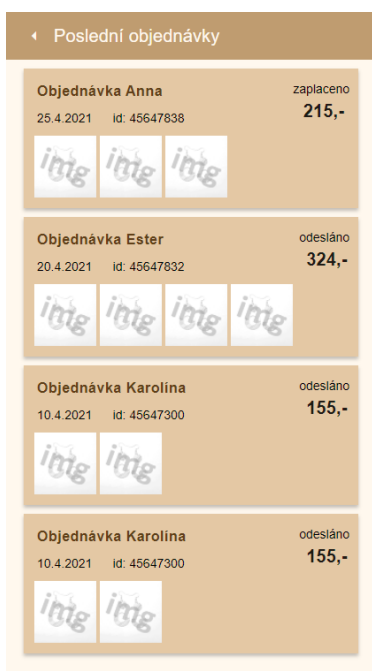 Poslední objednávky
Objednávka Anna zaplaceno
25.4.2021 id: 45647838 215,-
img img img
Objednávka Ester odesláno
20.4.2021 id: 45647832 324,-
img img img img
Objednávka Karolína odesláno
10.4.2021 id: 45647300 155,-
img img
Objednávka Karolína odesláno
10.4.2021 id: 45647300 155,-
img img